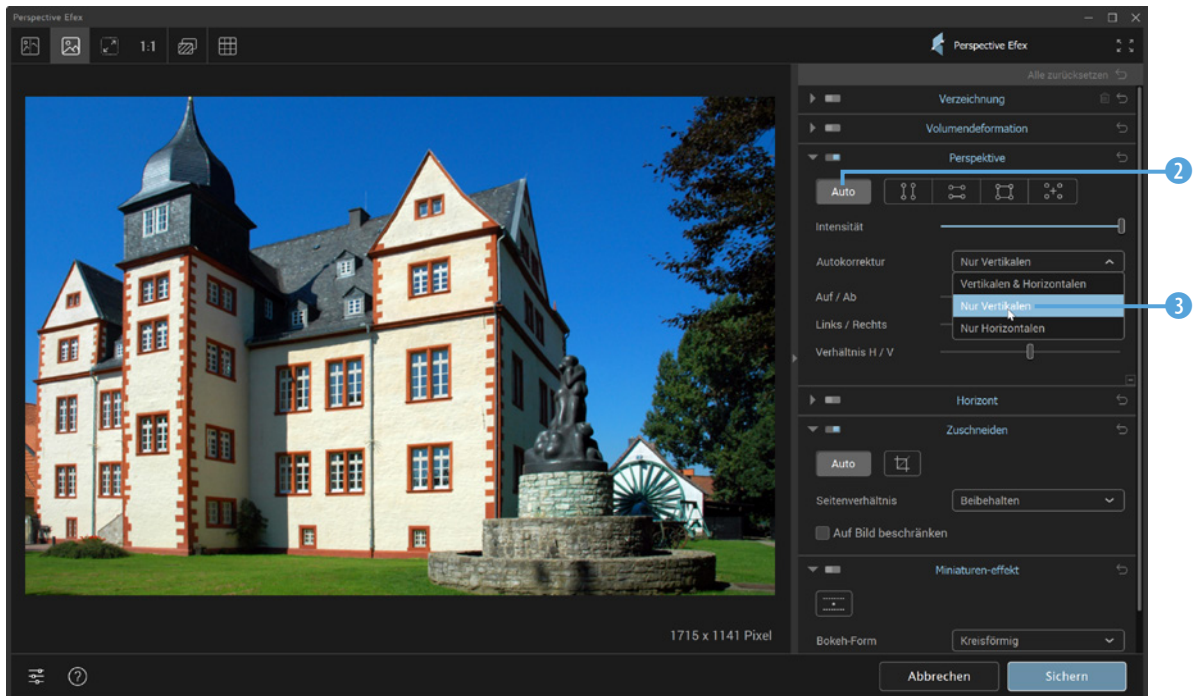 Perspective Efex
1:1
Perspective Efex
Alle zurücksetzen
Verzeichnung
Volumendeformation
Perspektive
2
Auto
Intensität
Autokorrektur
Nur Vertikalen
Vertikalen & Horizontalen
Auf / Ab
Nur Vertikalen
3
Links / Rechts
Nur Horizontalen
Verhältnis H / V
Horizont
Zuschneiden
Auto
Seitenverhältnis
Beibehalten
Auf Bild beschränken
Miniaturen-effekt
1715 x 1141 Pixel
Bokeh-Form
Kreisförmig
Abbrechen
Sichern